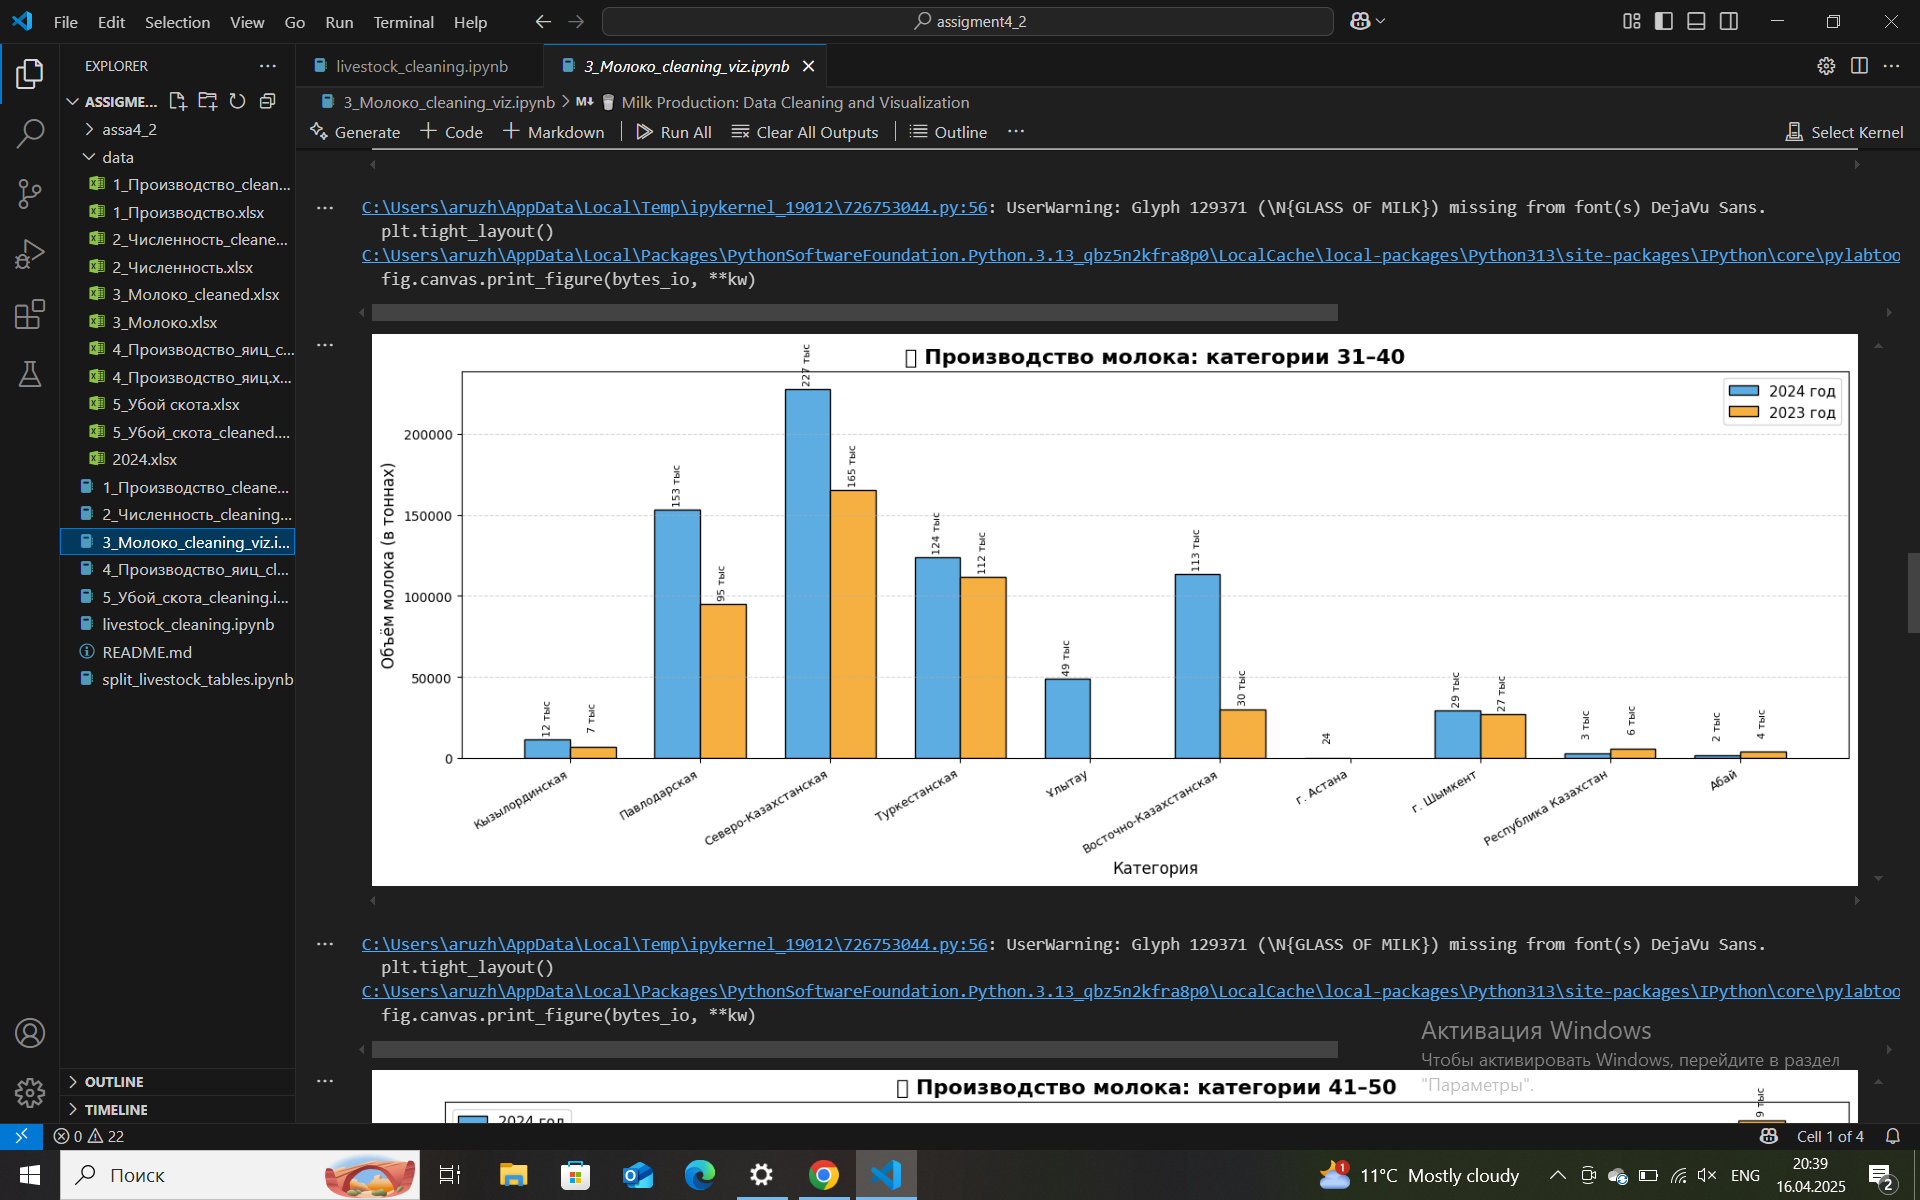 File Edit Selection View Go Run Terminal Help
assigment4_2
EXPLORER
livestock_cleaning.ipynb
3_Молоко_cleaning_viz.ipynb
ASSIGME...
3_Молоко_cleaning_viz.ipynb > M↓ Milk Production: Data Cleaning and Visualization
Generate + Code + Markdown Run All Clear All Outputs Outline ...
Select Kernel
assa4_2
data
1_Производство_clean...
1_Производство.xlsx
2_Численность_cleane...
2_Численность.xlsx
3_Молоко_cleaned.xlsx
3_Молоко.xlsx
4_Производство_яиц_c...
4_Производство_яиц.x...
5_Убой скота.xlsx
5_Убой_скота_cleaned....
2024.xlsx
1_Производство_cleane...
2_Численность_cleaning...
3_Молоко_cleaning_viz.i...
4_Производство_яиц_cl...
5_Убой_скота_cleaning.i...
livestock_cleaning.ipynb
README.md
split_livestock_tables.ipynb
OUTLINE
TIMELINE
C:\Users\aruzh\AppData\Local\Temp\ipykernel_19012\726753044.py:56: UserWarning: Glyph 129371 (\N{GLASS OF MILK}) missing from font(s) DejaVu Sans.
plt.tight_layout()
C:\Users\aruzh\AppData\Local\Packages\PythonSoftwareFoundation.Python.3.13_qbz5n2kfra8p0\LocalCache\local-packages\Python313\site-packages\IPython\core\pylabtoo
fig.canvas.print_figure(bytes_io, **kw)
Производство молока: категории 31–40
2024 год
2023 год
Объём молока (в тоннах)
200000
150000
100000
50000
0
12 тыс
7 тыс
153 тыс
95 тыс
227 тыс
165 тыс
124 тыс
112 тыс
49 тыс
113 тыс
30 тыс
24
29 тыс
27 тыс
3 тыс
6 тыс
2 тыс
4 тыс
Кызылординская
Павлодарская
Северо-Казахстанская
Туркестанская
Ұлытау
Восточно-Казахстанская
г. Астана
г. Шымкент
Республика Казахстан
Абай
Категория
C:\Users\aruzh\AppData\Local\Temp\ipykernel_19012\726753044.py:56: UserWarning: Glyph 129371 (\N{GLASS OF MILK}) missing from font(s) DejaVu Sans.
plt.tight_layout()
C:\Users\aruzh\AppData\Local\Packages\PythonSoftwareFoundation.Python.3.13_qbz5n2kfra8p0\LocalCache\local-packages\Python313\site-packages\IPython\core\pylabtoo
fig.canvas.print_figure(bytes_io, **kw)
Производство молока: категории 41–50
2024 год
9 тыс
Активация Windows
Чтобы активировать Windows, перейдите в раздел
"Параметры".
0 22
Cell 1 of 4
Поиск
1
11°C Mostly cloudy
ENG
20:39
16.04.2025
2